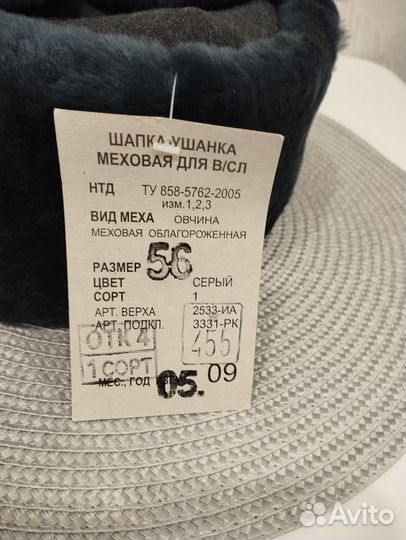 ШАПКА-УШАНКА
МЕХОВАЯ ДЛЯ В/СЛ
НТД ТУ 858-5762-2005
изм.1,2,3
ВИД МЕХА ОВЧИНА
МЕХОВАЯ ОБЛАГОРОЖЕННАЯ
РАЗМЕР 56
ЦВЕТ СЕРЫЙ
СОРТ 1
АРТ. ВЕРХА 2533-ИА
АРТ. ПОДКЛ. 3331-РК
ОТК 4 455
1 СОРТ
МЕС., ГОД 05. 09
Avito